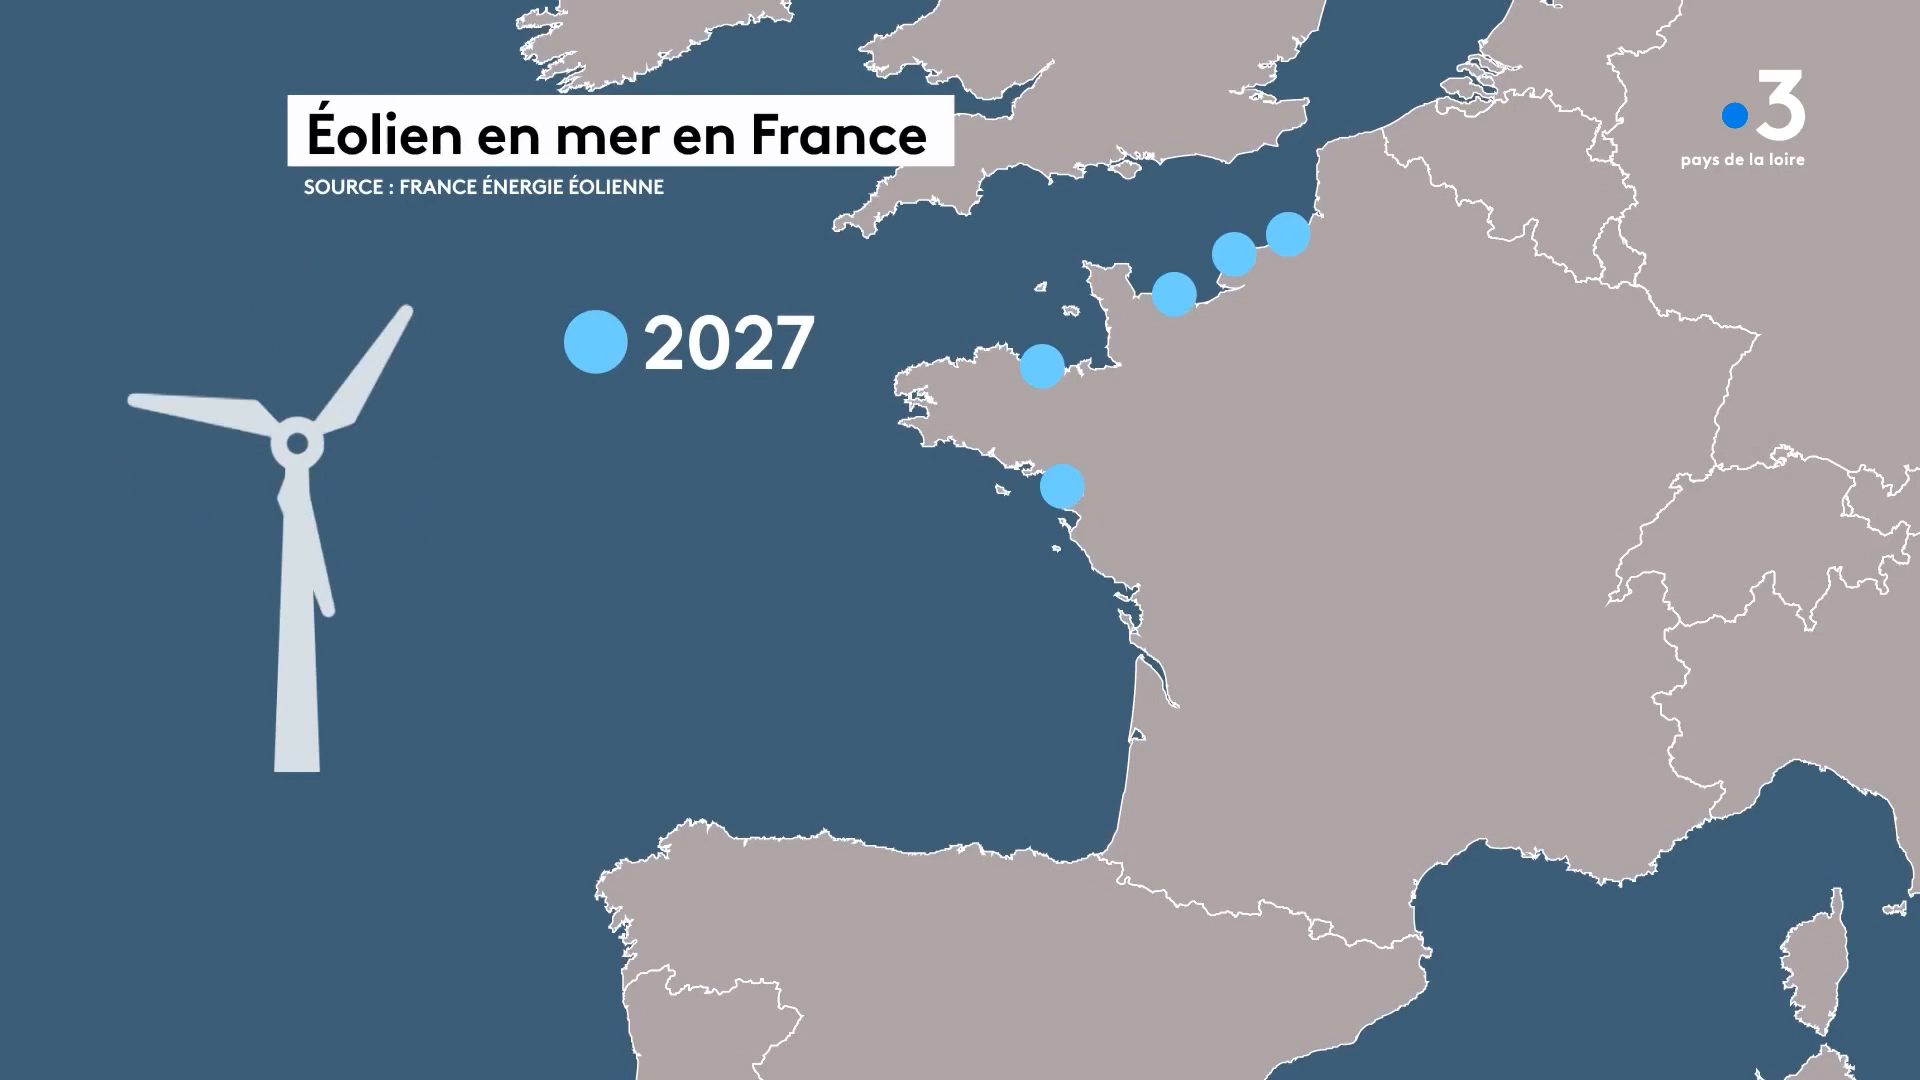 Éolien en mer en France
SOURCE : FRANCE ÉNERGIE ÉOLIENNE
3
pays de la loire
2027